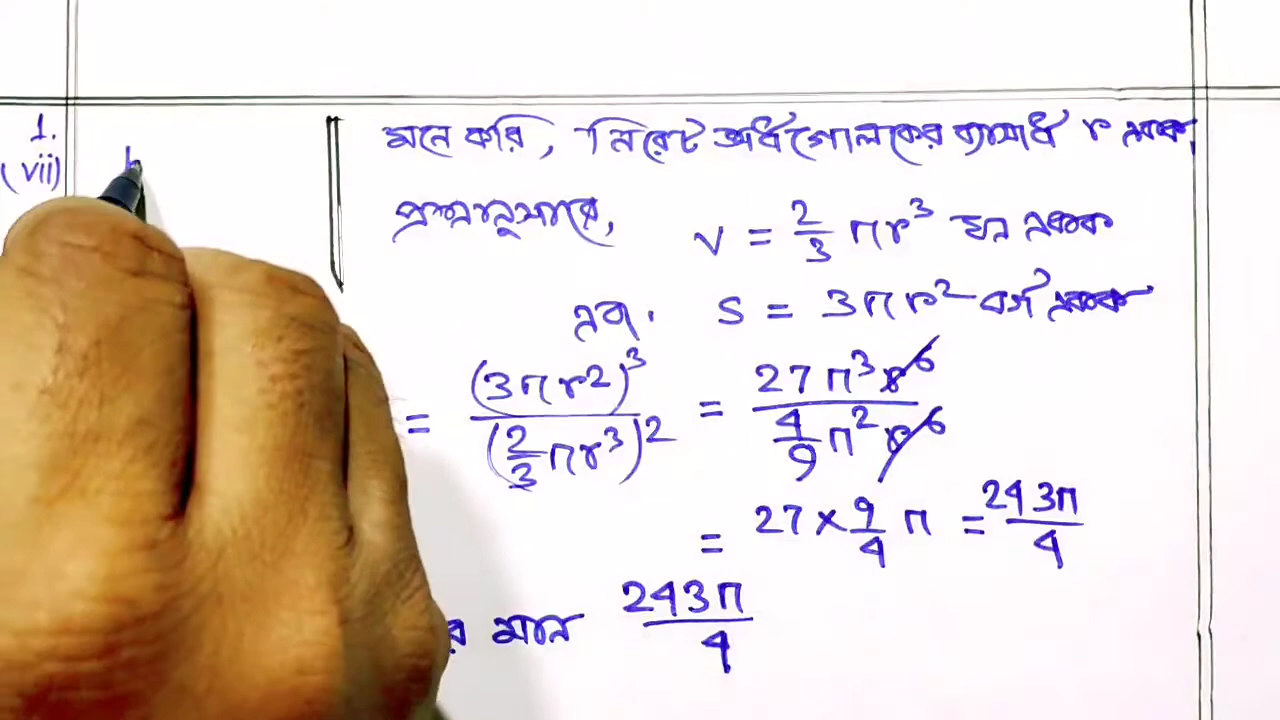 1.
(vii)
মনে করি, নিরেট অর্ধগোলকের ব্যাসার্ধ r একক,
প্রশ্নানুসারে, v = 2/3 πr³ ঘন একক
এবং S = 3πr² বর্গ একক
= (3πr²)³/(2/3 πr³)² = 27π³r⁶/(4/9 π²r⁶)
= 27 × 9/4 π = 243π/4
র মান 243π/4